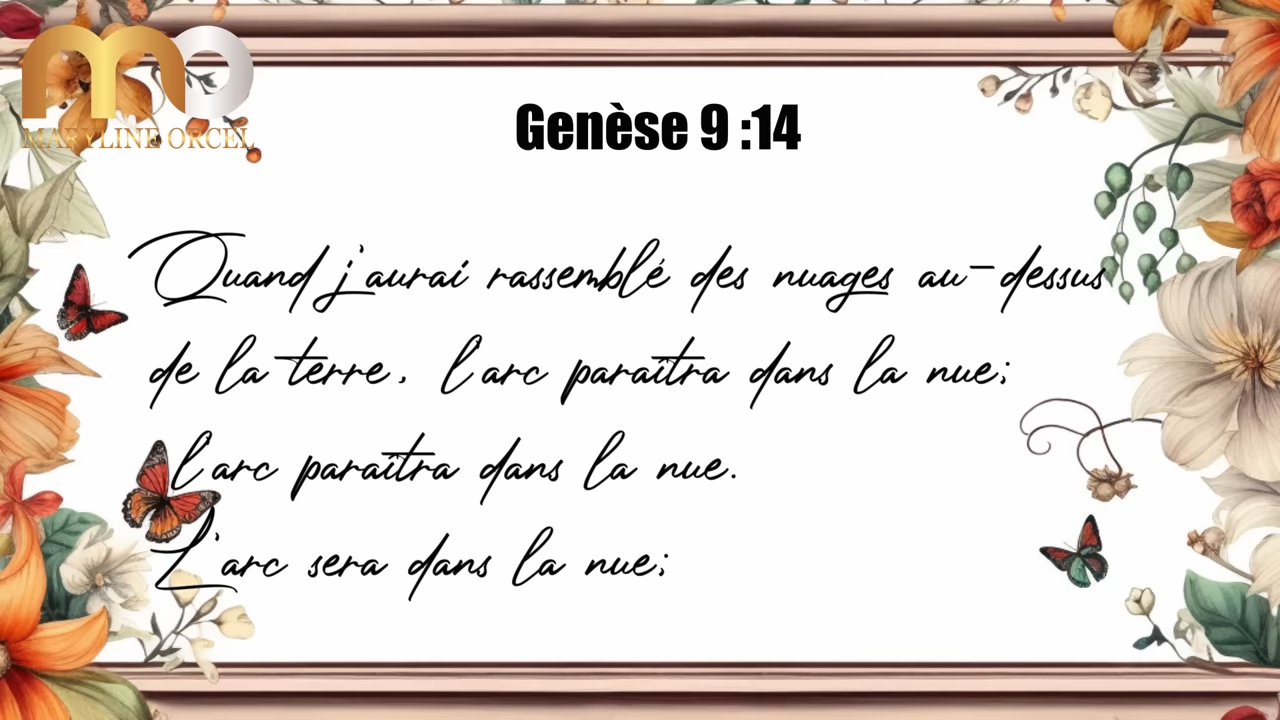 MO
MARYLINE ORCEL
Genèse 9 :14
Quand j'aurai rassemblé des nuages au-dessus
de la terre, l'arc paraîtra dans la nue;
l'arc paraîtra dans la nue.
L'arc sera dans la nue;